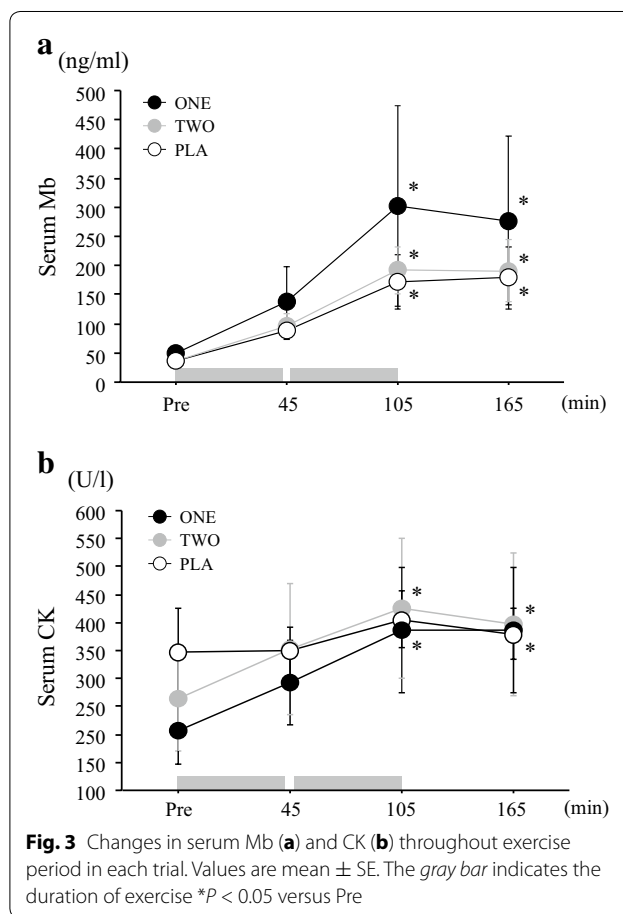 a
(ng/ml)
500
450
400
350
300
250
200
150
100
50
0
Serum Mb
ONE
TWO
PLA
*
*
*
*
*
*
Pre 45 105 165 (min)
b
(U/l)
600
550
500
450
400
350
300
250
250
150
100
Serum CK
ONE
TWO
PLA
*
*
*
*
Pre 45 105 165 (min)
Fig. 3 Changes in serum Mb (a) and CK (b) throughout exercise
period in each trial. Values are mean ± SE. The gray bar indicates the
duration of exercise *P < 0.05 versus Pre